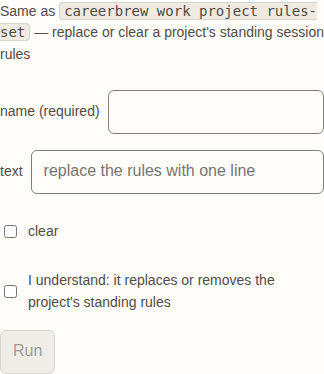 Same as careerbrew work project rules-
set — replace or clear a project's standing session
rules
name (required)
text replace the rules with one line
clear
I understand: it replaces or removes the
project's standing rules
Run